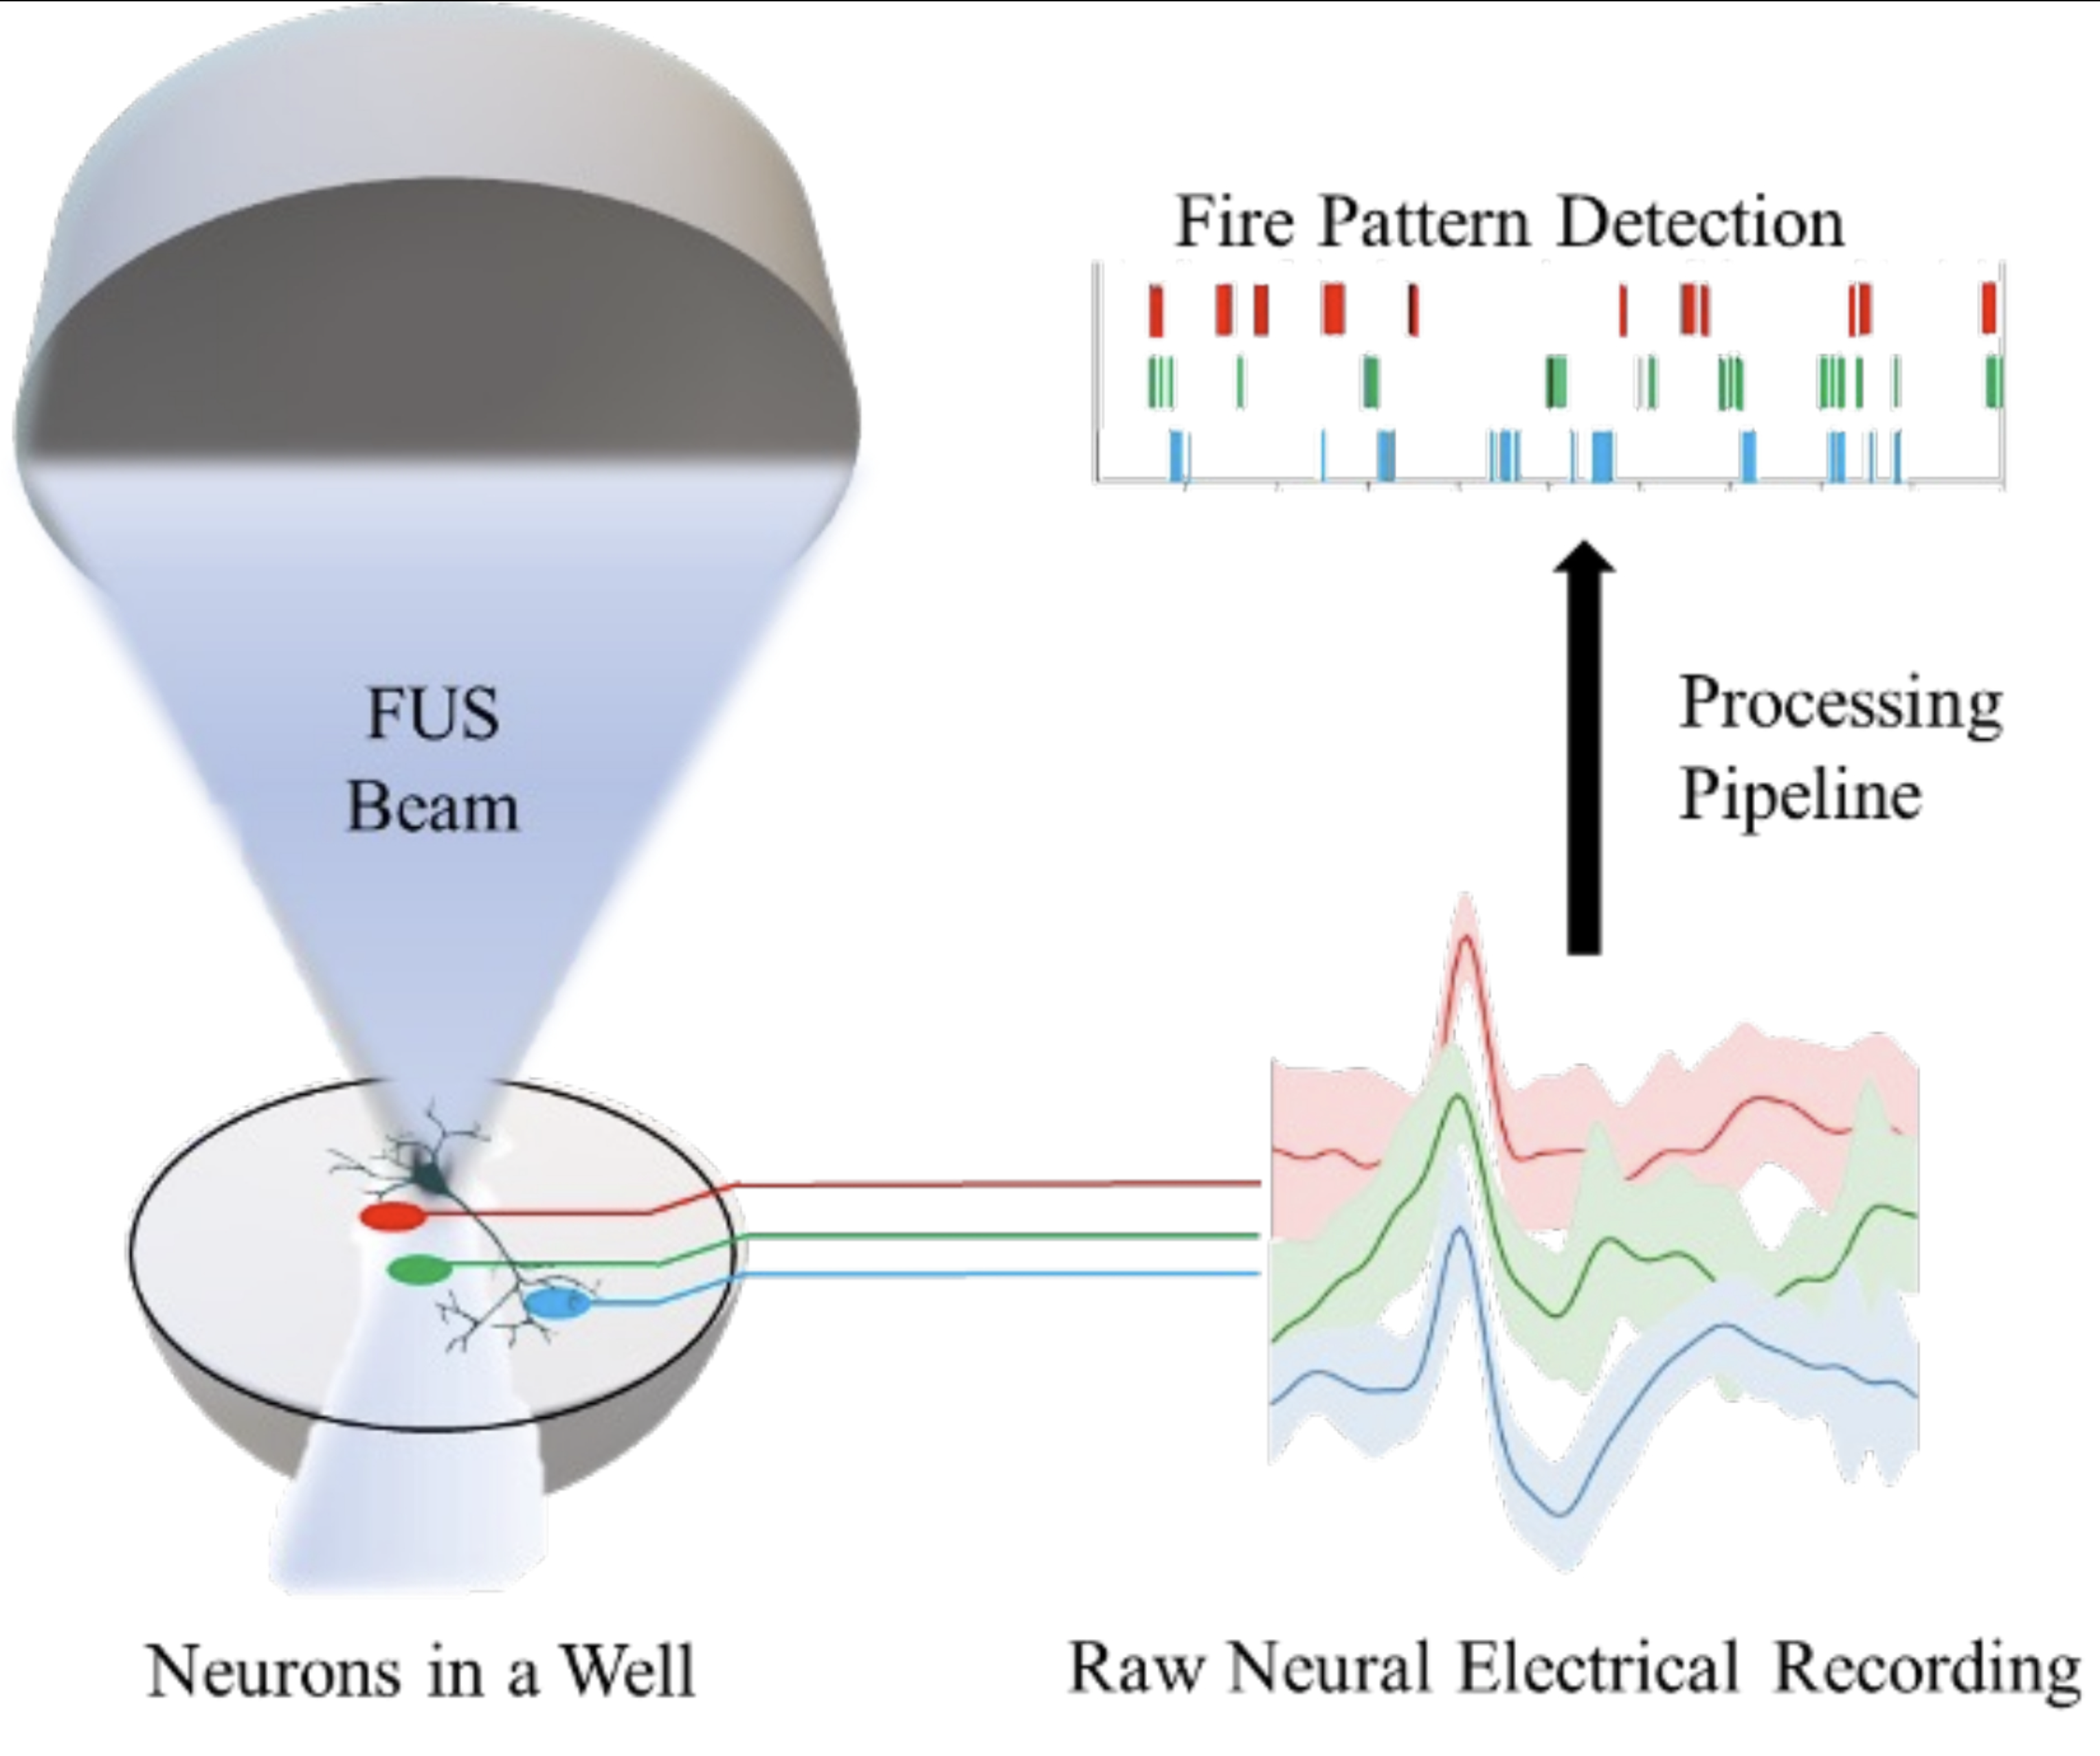 Fire Pattern Detection
FUS
Beam
Processing
Pipeline
Neurons in a Well
Raw Neural Electrical Recording